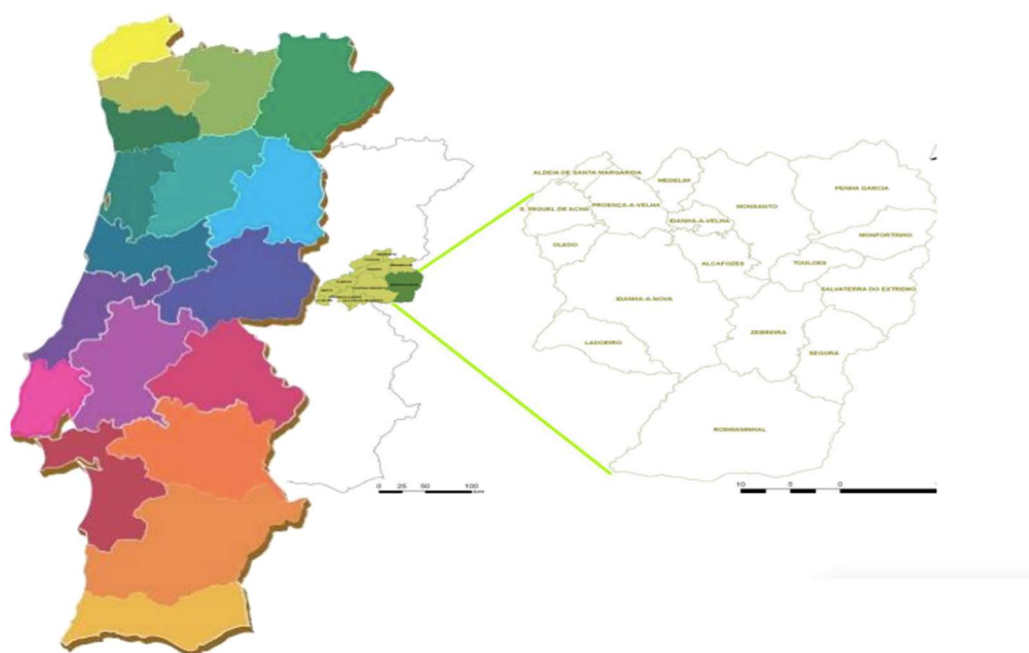 ALDEIA DE SANTA MARGARIDA
MEDELIM
PENHA GARCIA
S. MIGUEL DE ACHA
PROENÇA-A-VELHA
MONSANTO
IDANHA-A-VELHA
MONFORTINHO
OLEDO
ALCAFOZES
TOULOES
SALVATERRA DO EXTREMO
IDANHA-A-NOVA
ZEBREIRA
LADOEIRO
SEGURA
ROSMANINHAL
0 25 50 100
10 5 0